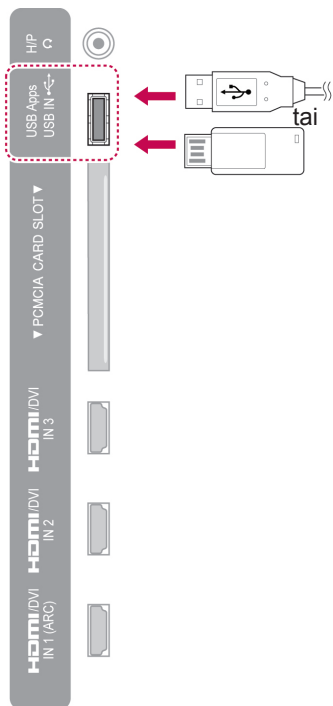 H/P
USB Apps
USB IN
tai
▼ PCMCIA CARD SLOT ▼
HDMI/DVI
IN 3
HDMI/DVI
IN 2
HDMI/DVI
IN 1 (ARC)